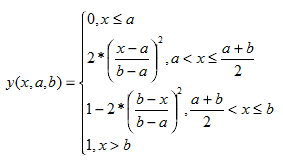 y(x,a,b) = { 0, x ≤ a
2*((x-a)/(b-a))^2, a < x ≤ (a+b)/2
1-2*((b-x)/(b-a))^2, (a+b)/2 < x ≤ b
1, x > b